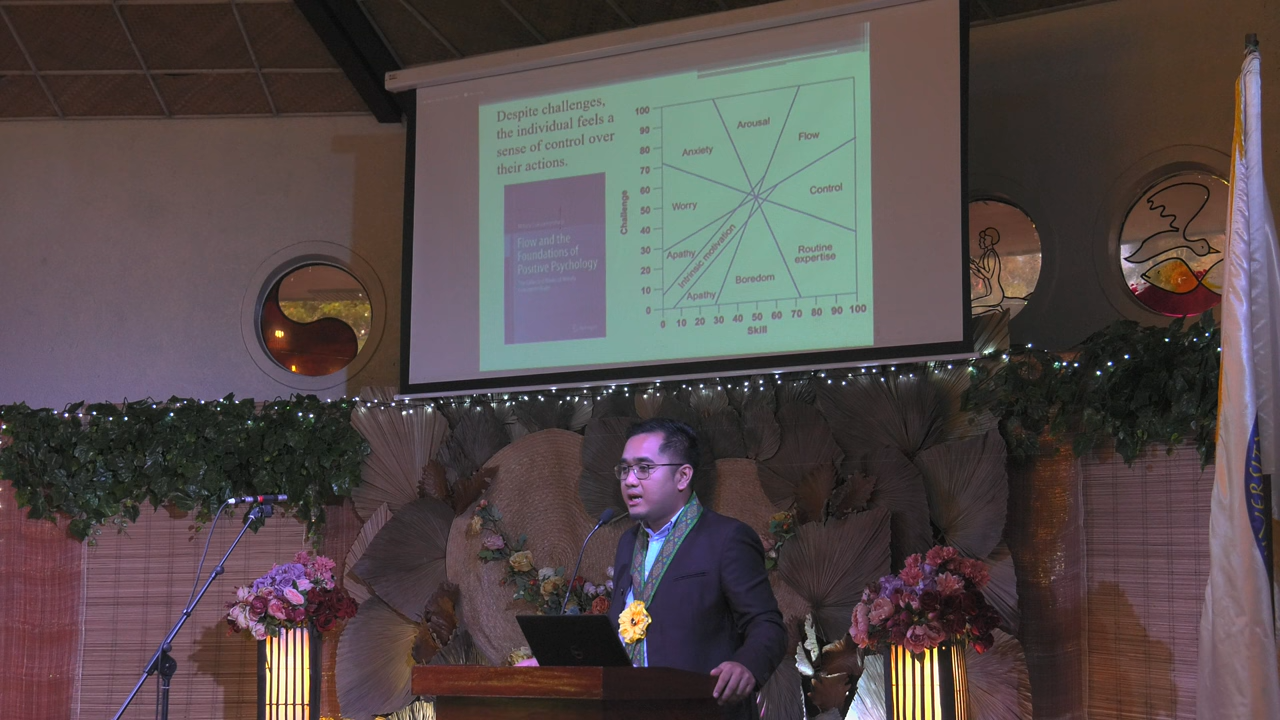 Despite challenges,
the individual feels a
sense of control over
their actions.
Flow and the
Foundations of
Positive Psychology
Challenge
100
90
80
70
60
50
40
30
20
10
0
Arousal
Flow
Anxiety
Control
Worry
Apathy
Intrinsic motivation
Routine
expertise
Boredom
Apathy
0 10 20 30 40 50 60 70 80 90 100
Skill